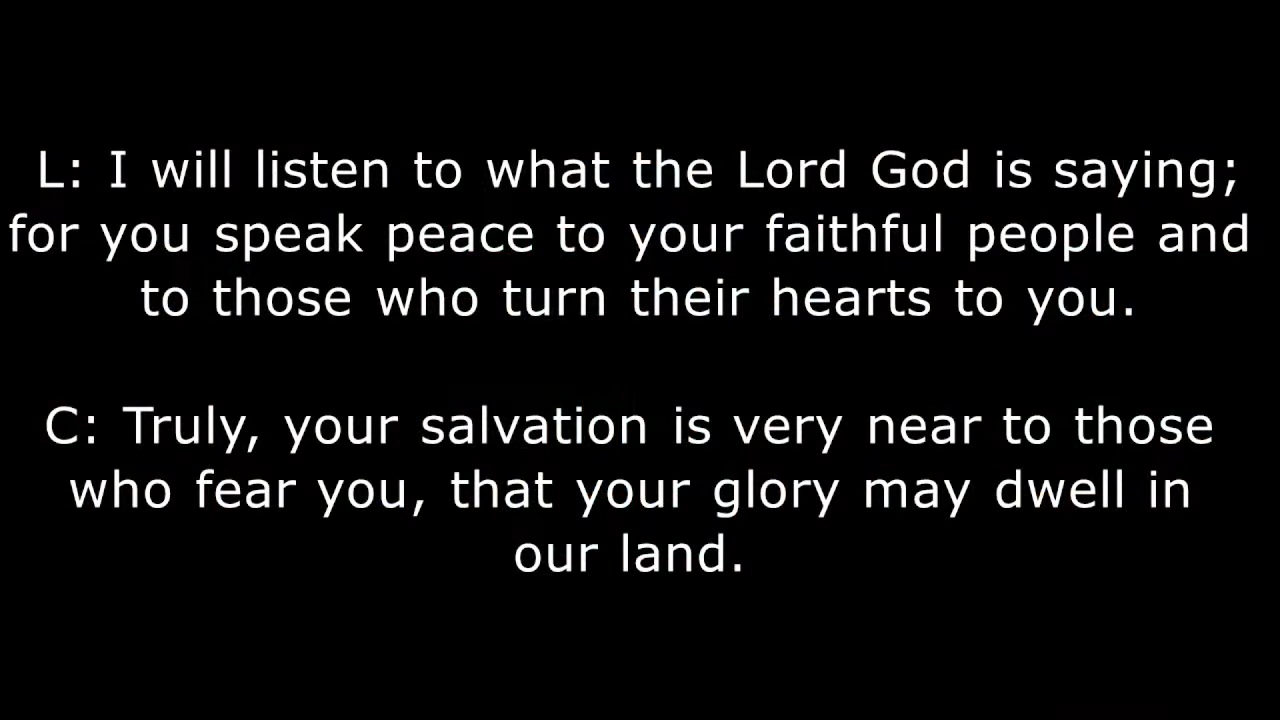 L: I will listen to what the Lord God is saying;
for you speak peace to your faithful people and
to those who turn their hearts to you.
C: Truly, your salvation is very near to those
who fear you, that your glory may dwell in
our land.